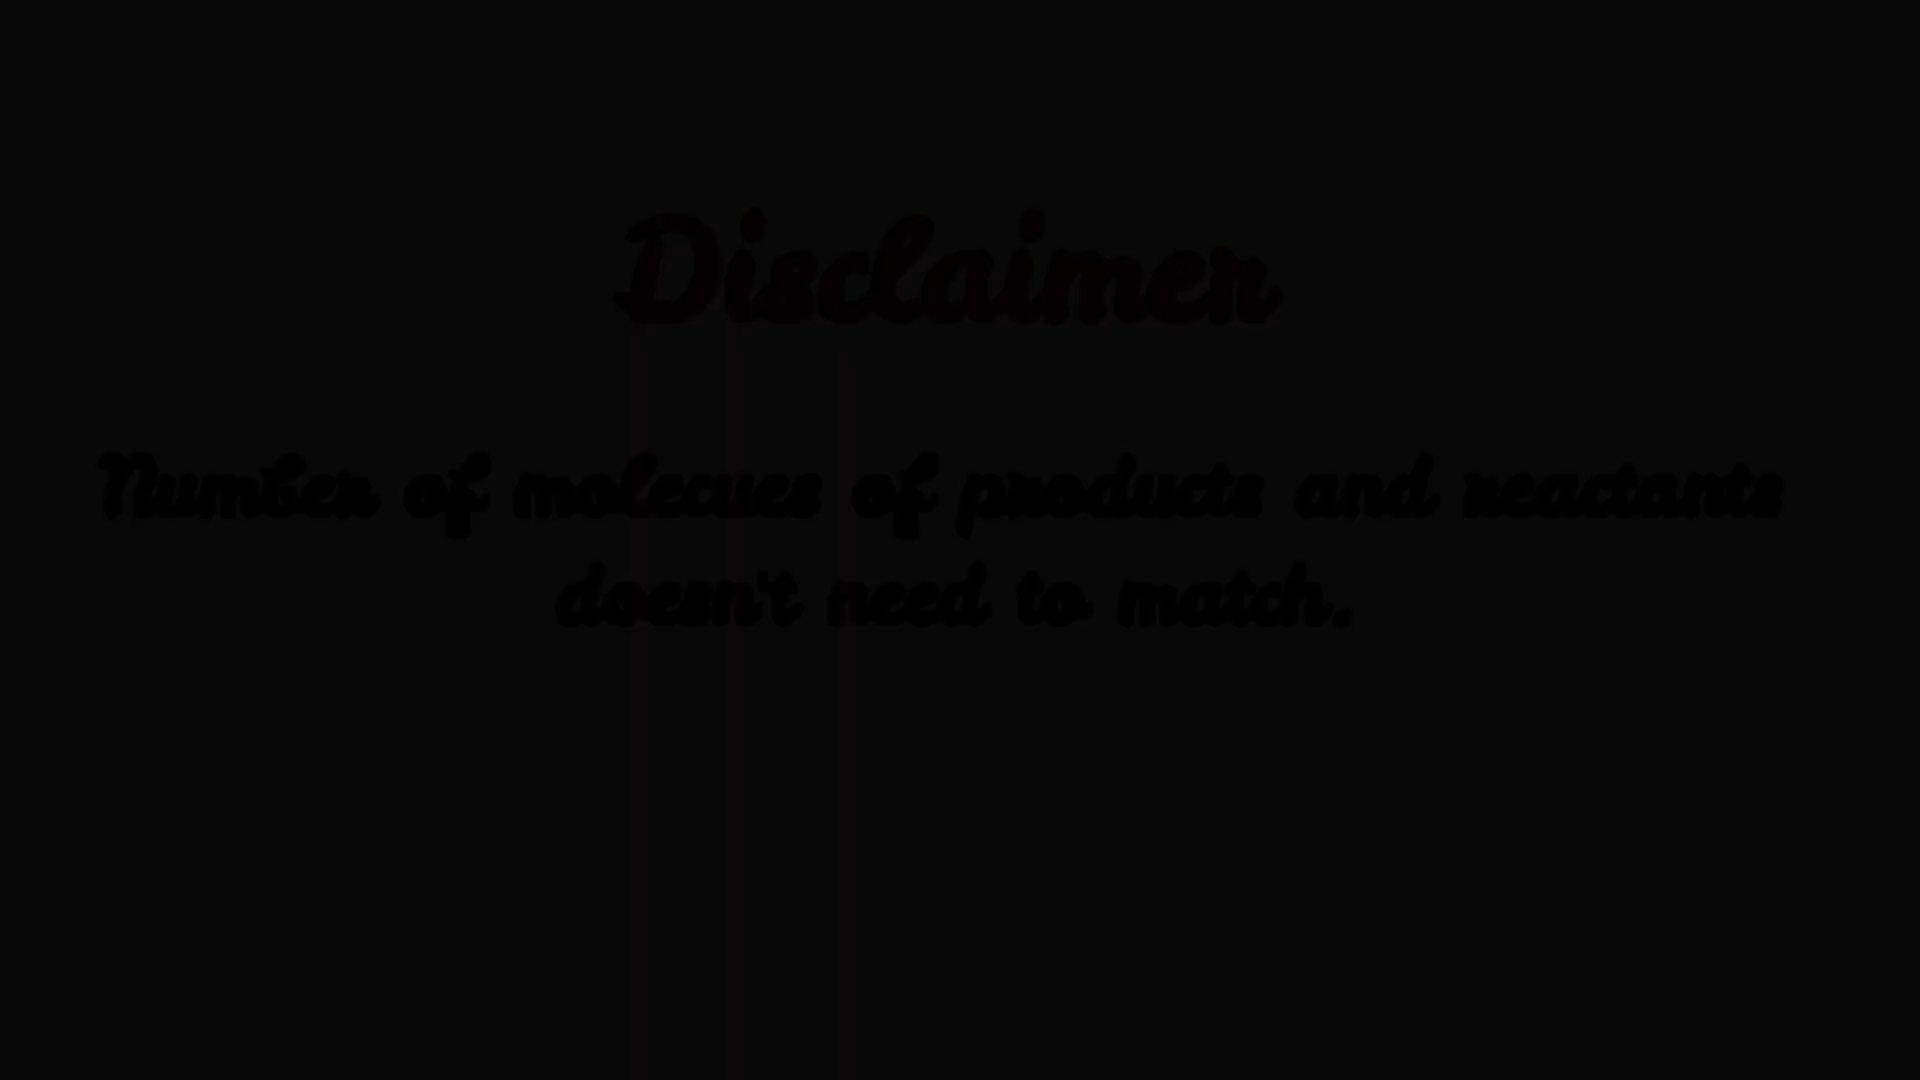 Disclaimer
Number of molecues of products and reactants
doesn't need to match.